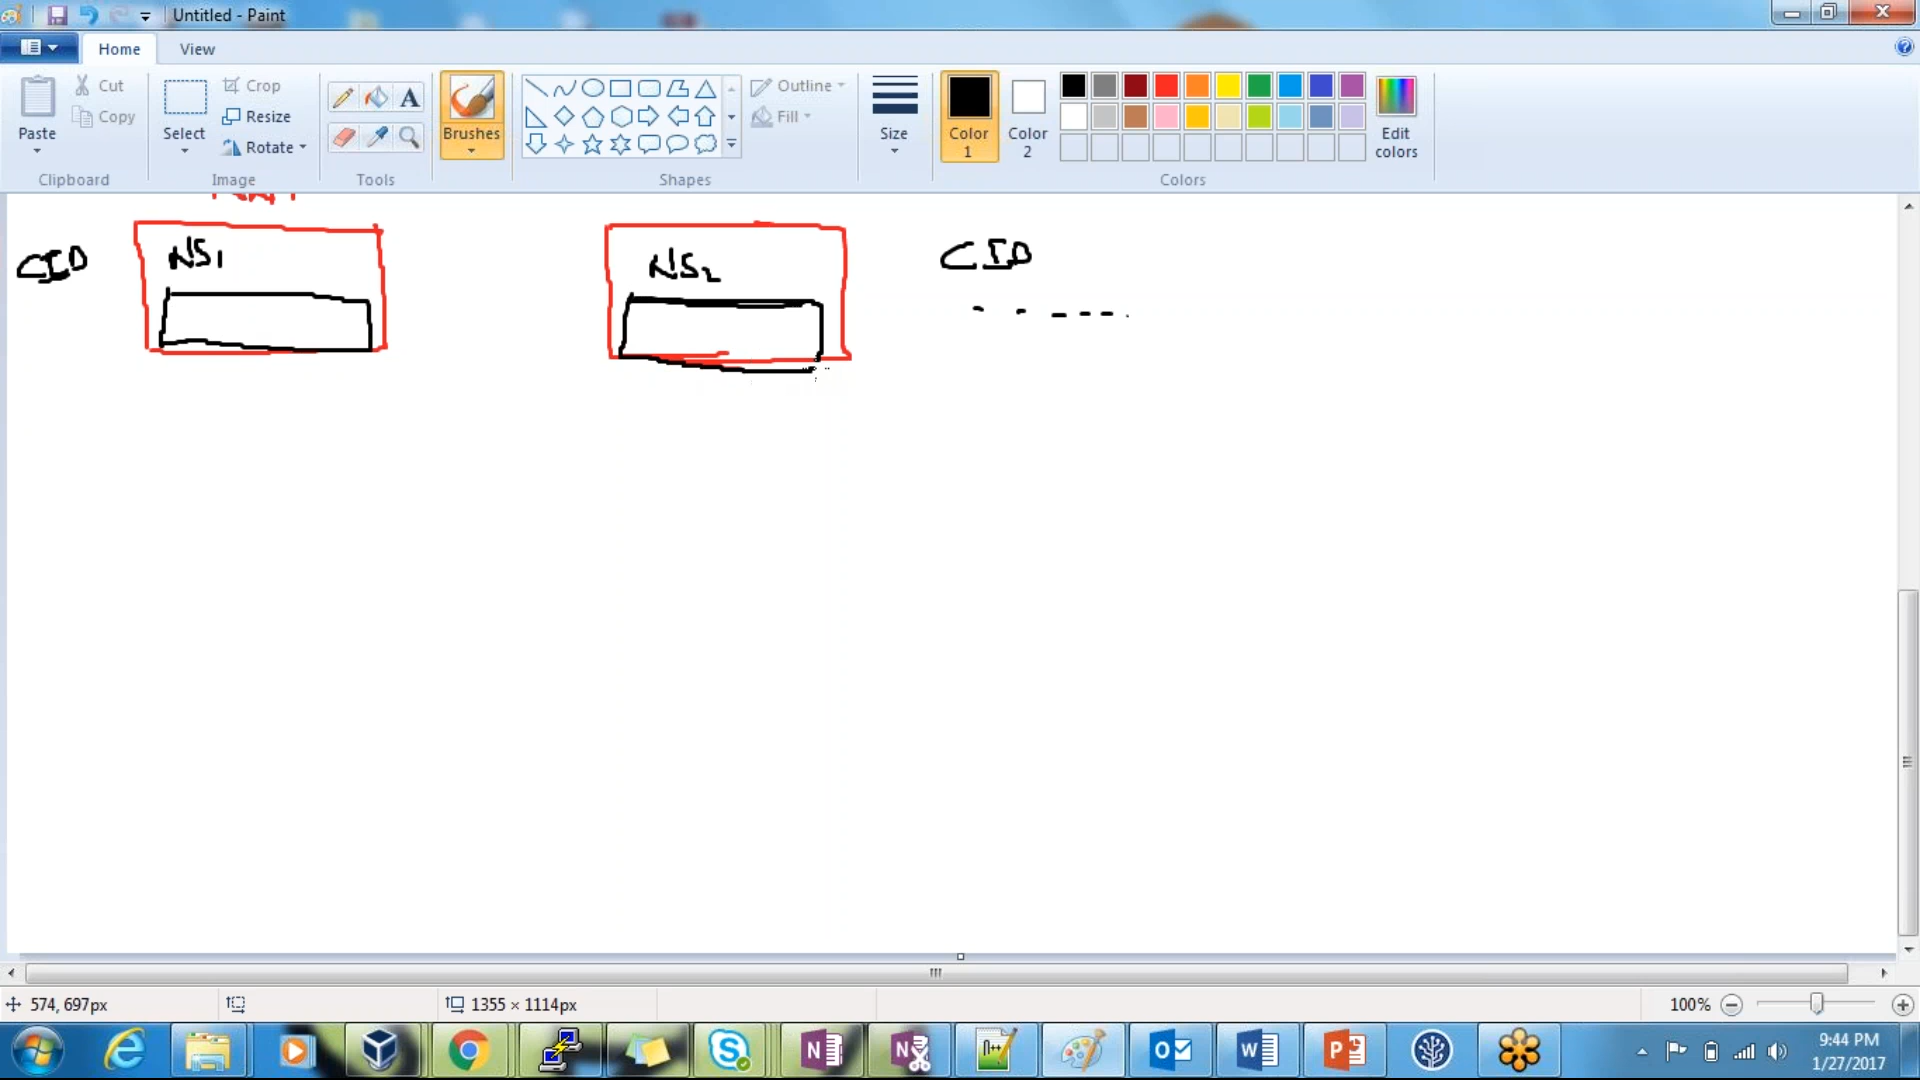 Untitled - Paint
Home View
Cut
Copy
Paste
Clipboard
Crop
Resize
Rotate
Select
Image
Tools
Brushes
Shapes
Outline
Fill
Size
Color 1
Color 2
Edit colors
Colors
CID NS1 NS2 CID
574, 697px 1355 × 1114px 100%
9:44 PM
1/27/2017